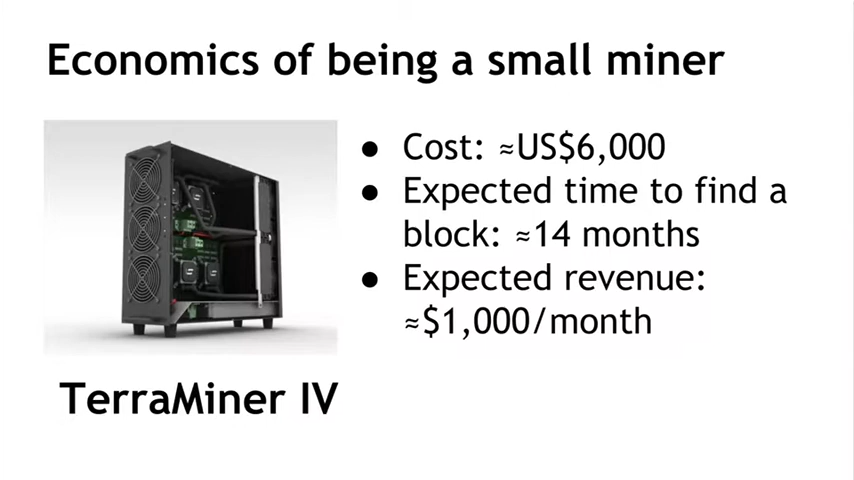 Economics of being a small miner
● Cost: ≈US$6,000
● Expected time to find a
block: ≈14 months
● Expected revenue:
≈$1,000/month
TerraMiner IV